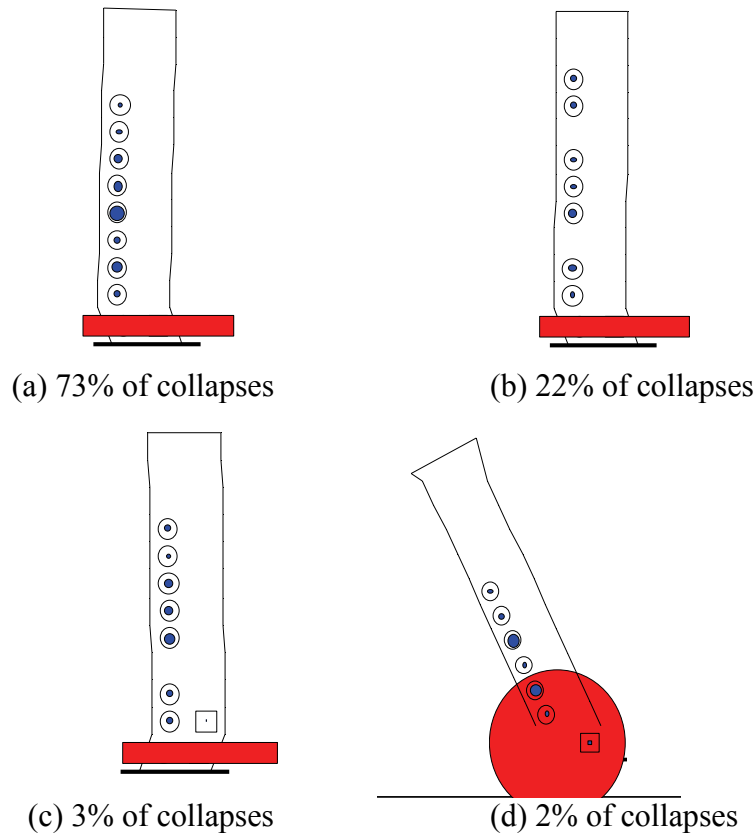 (a) 73% of collapses
(b) 22% of collapses
(c) 3% of collapses
(d) 2% of collapses